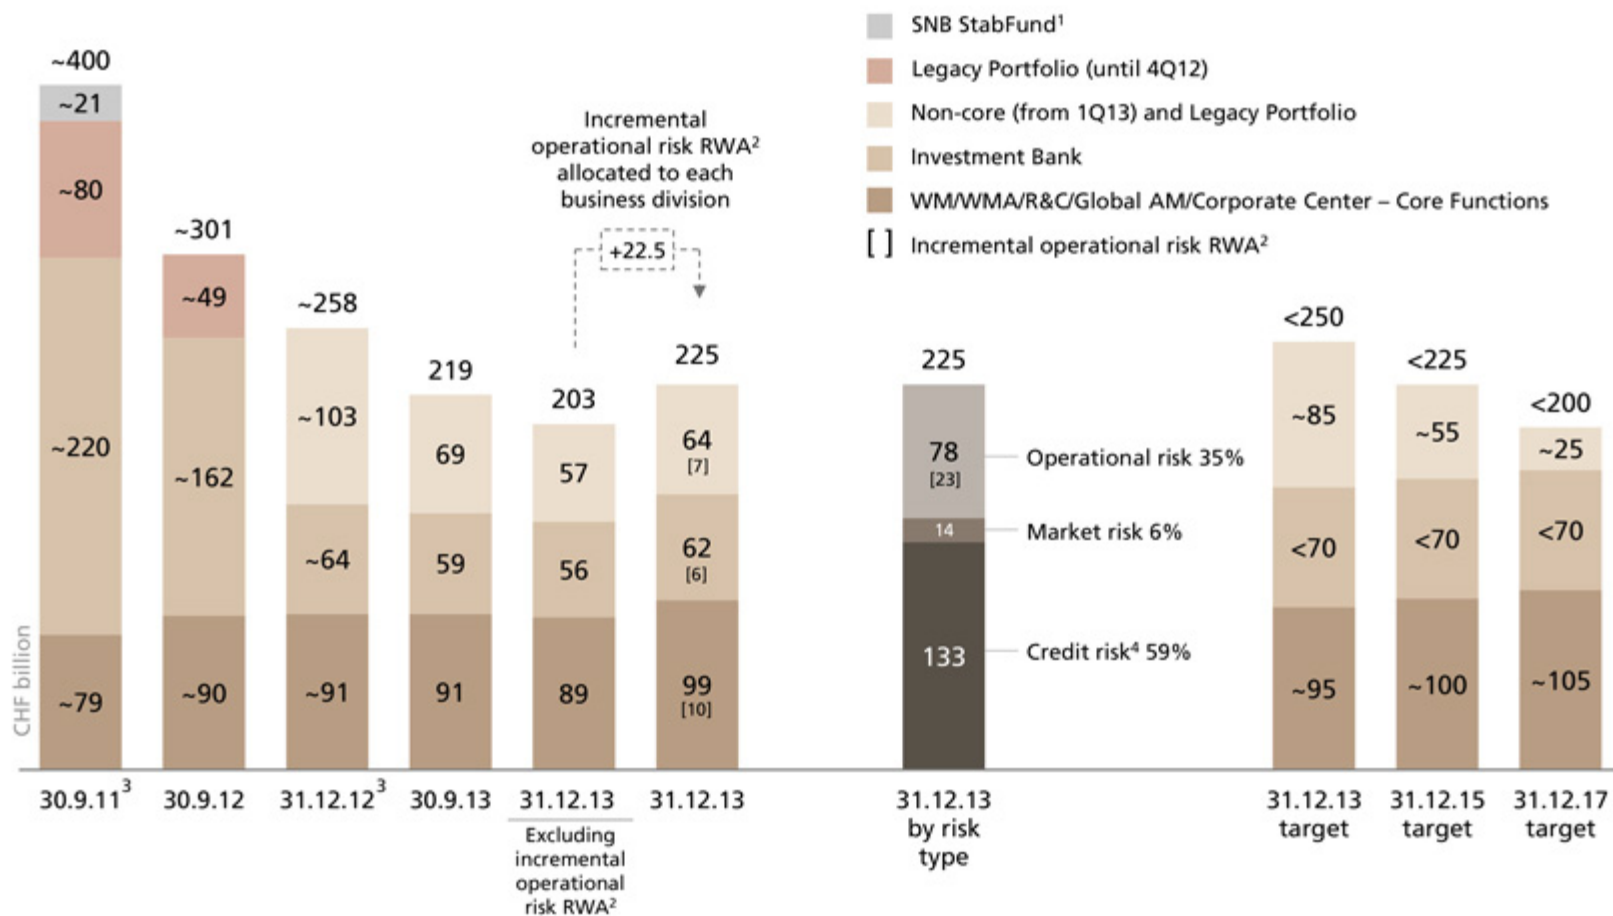 SNB StabFund¹
Legacy Portfolio (until 4Q12)
Non-core (from 1Q13) and Legacy Portfolio
Investment Bank
WM/WMA/R&C/Global AM/Corporate Center – Core Functions
[ ] Incremental operational risk RWA²
CHF billion
~400
~21
~80
~220
~79
30.9.11³
~301
~49
~162
~90
30.9.12
~258
~103
~64
~91
31.12.12³
219
69
59
91
30.9.13
Incremental
operational risk RWA²
allocated to each
business division
+22.5
203
57
56
89
31.12.13
Excluding
incremental
operational
risk RWA²
225
64
[7]
62
[6]
99
[10]
31.12.13
225
78
[23]
14
133
Operational risk 35%
Market risk 6%
Credit risk⁴ 59%
31.12.13
by risk
type
<250
~85
<70
~95
31.12.13
target
<225
~55
<70
~100
31.12.15
target
<200
~25
<70
~105
31.12.17
target